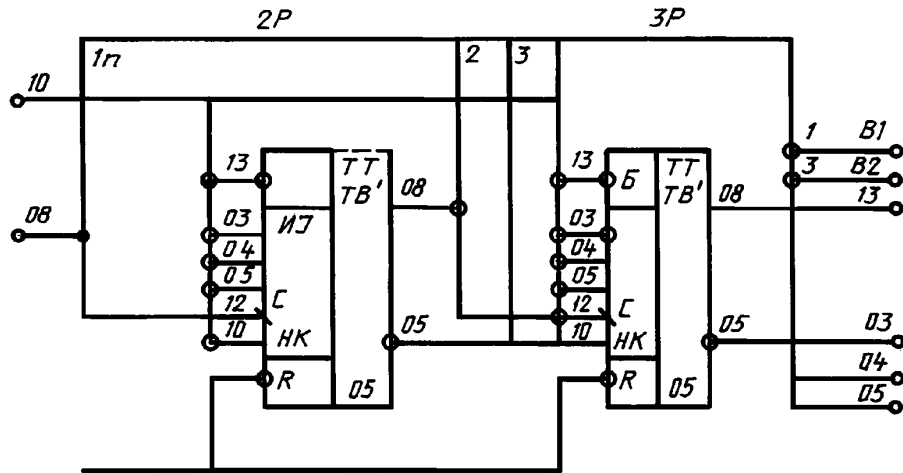 2Р 3Р
1п 2 3
10
1 В1
13 ТТ 13 Б ТТ 3 В2
ТВ' ТВ'
08 08 08 13
03 ИЭ 03
04 04
05 05
12 С 12 С
10 НК 05 10 НК 05 03
04
R 05 R 05 05